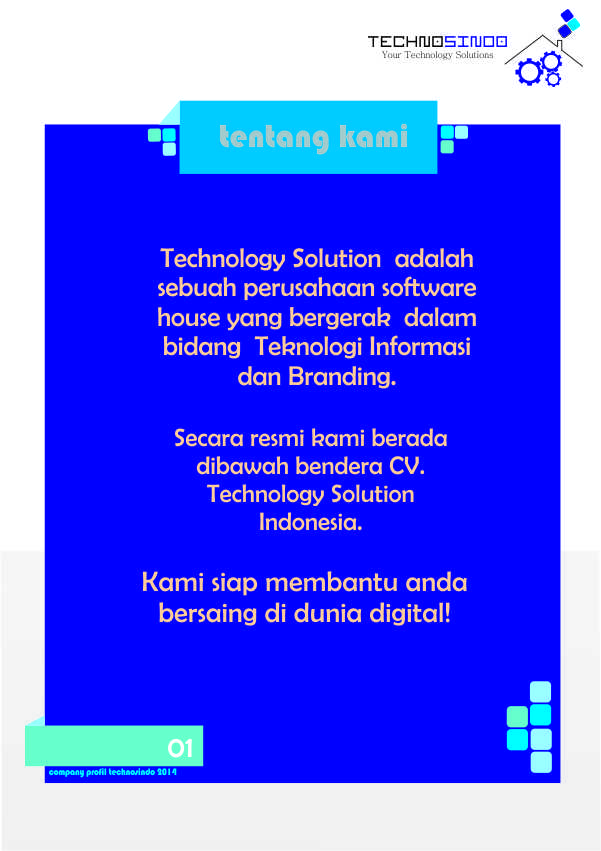 TECHNOSINDO
Your Technology Solutions
tentang kami
Technology Solution adalah
sebuah perusahaan software
house yang bergerak dalam
bidang Teknologi Informasi
dan Branding.
Secara resmi kami berada
dibawah bendera CV.
Technology Solution
Indonesia.
Kami siap membantu anda
bersaing di dunia digital!
01
company profil technosindo 2014